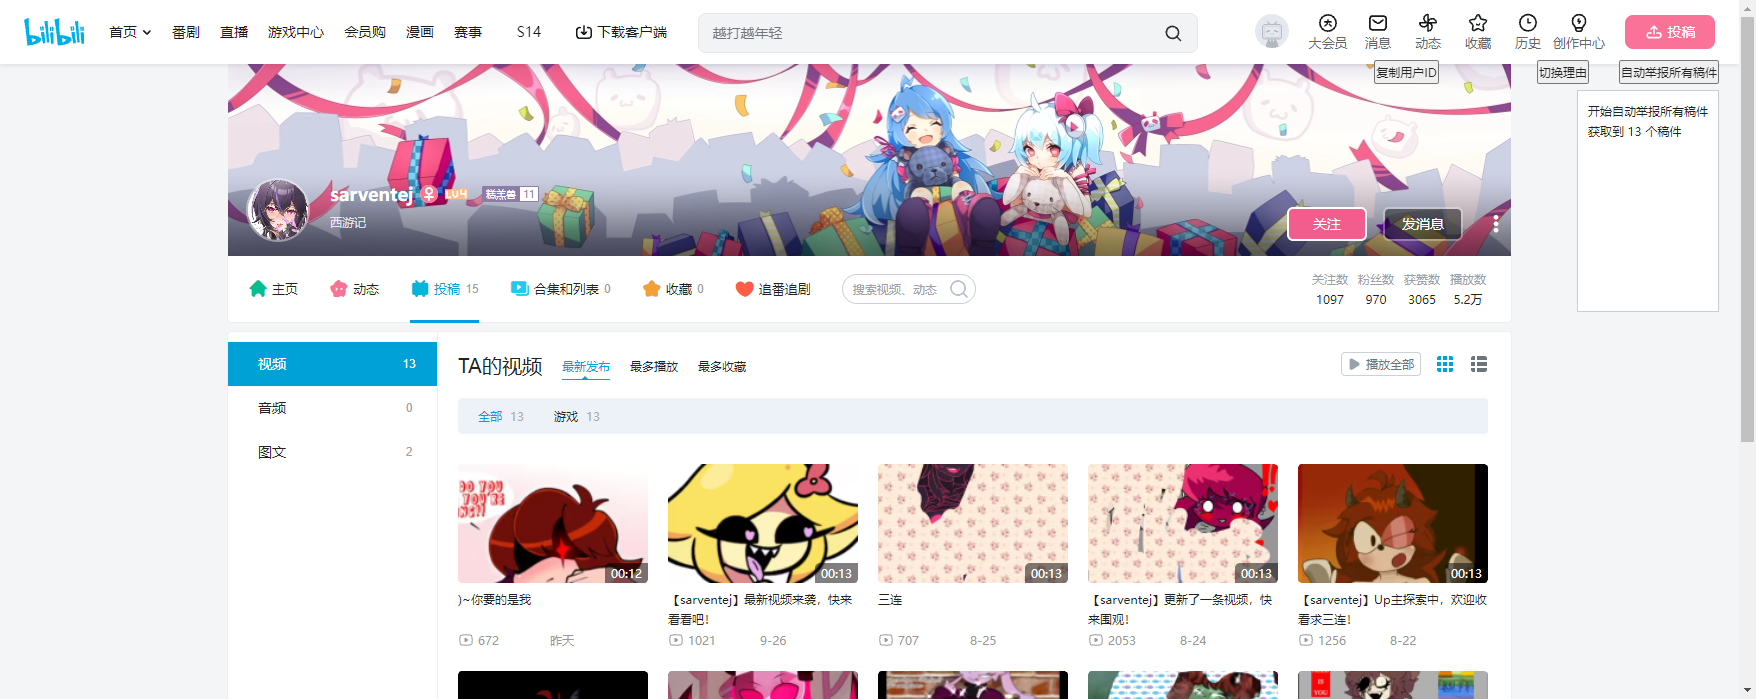 bilibili
首页 番剧 直播 游戏中心 会员购 漫画 赛事 S14 下载客户端
越打越年轻
大会员 消息 动态 收藏 历史 创作中心 投稿
复制用户ID 切换理由 自动举报所有稿件
开始自动举报所有稿件
获取到 13 个稿件
sarventej LV4 糕羔兽 11
西游记
关注 发消息
主页 动态 投稿 15 合集和列表 0 收藏 0 追番追剧
搜索视频、动态
关注数 粉丝数 获赞数 播放数
1097 970 3065 5.2万
视频 13
音频 0
图文 2
TA的视频 最新发布 最多播放 最多收藏
播放全部
全部 13 游戏 13
00:12 00:13 00:13 00:13 00:13
)~你要的是我
672 昨天
【sarventej】最新视频来袭，快来
看看吧!
1021 9-26
三连
707 8-25
【sarventej】更新了一条视频，快
来围观!
2053 8-24
【sarventej】Up主探索中，欢迎收
看求三连!
1256 8-22